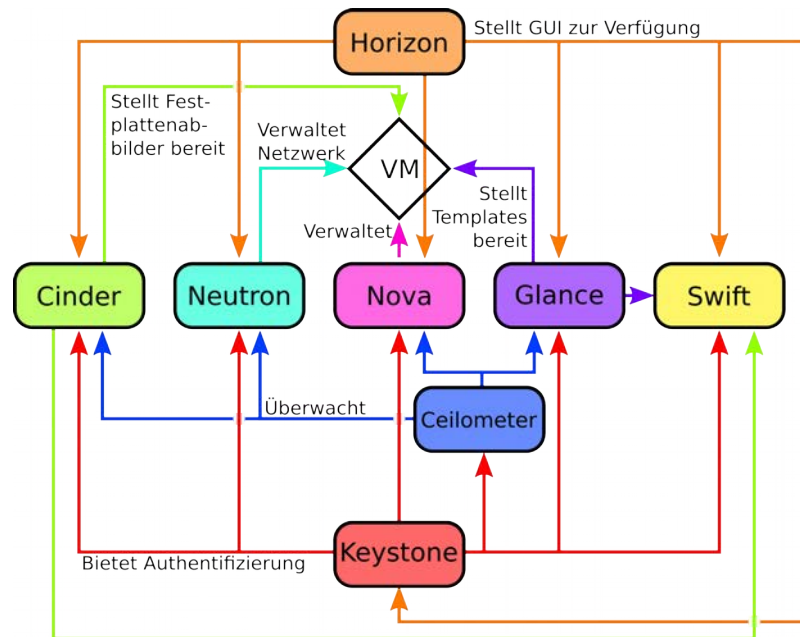 Horizon
Stellt GUI zur Verfügung
Stellt Fest-
plattenab-
bilder bereit
Verwaltet
Netzwerk
VM
Stellt
Templates
bereit
Verwaltet
Cinder
Neutron
Nova
Glance
Swift
Überwacht
Ceilometer
Keystone
Bietet Authentifizierung